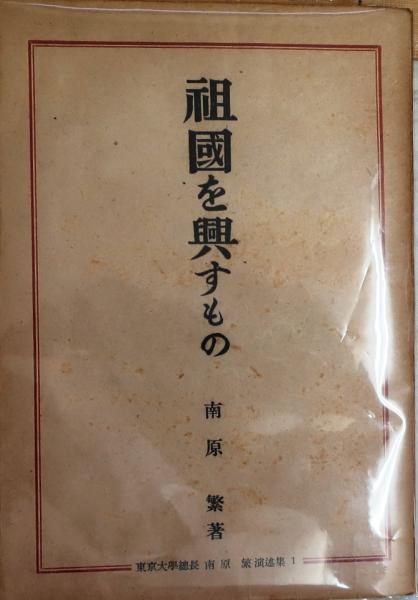 祖國を興すもの
南原 繁著
東京大學總長 南原 繁演述集 1